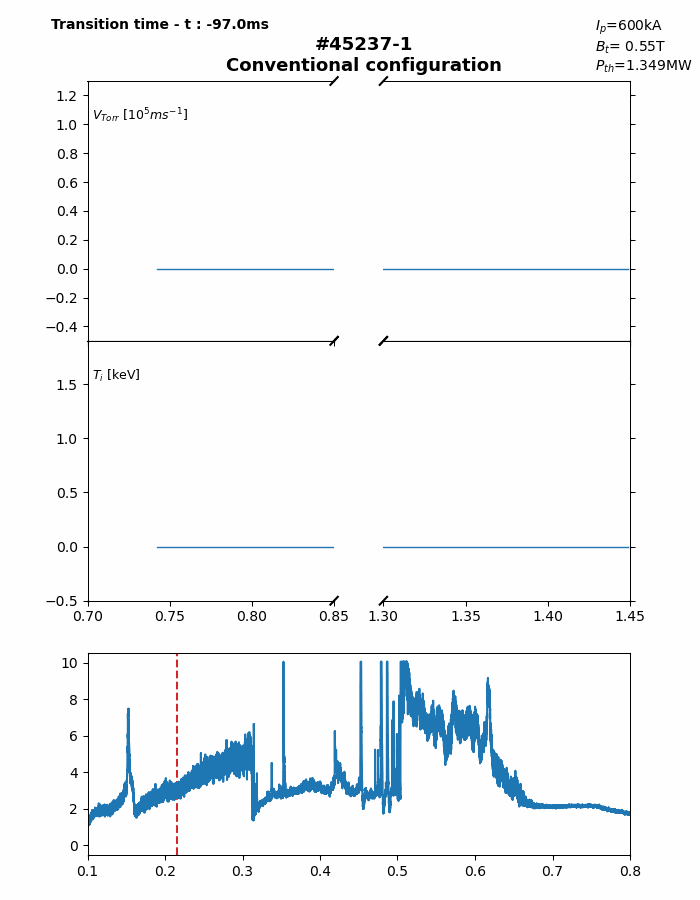 Transition time - t : -97.0ms
I_p=600kA
#45237-1
B_t= 0.55T
Conventional configuration
P_th=1.349MW
1.2
V_Torr [10^5ms^−1]
1.0
0.8
0.6
0.4
0.2
0.0
−0.2
−0.4
T_i [keV]
1.5
1.0
0.5
0.0
−0.5
0.70 0.75 0.80 0.85 1.30 1.35 1.40 1.45
10
8
6
4
2
0
0.1 0.2 0.3 0.4 0.5 0.6 0.7 0.8